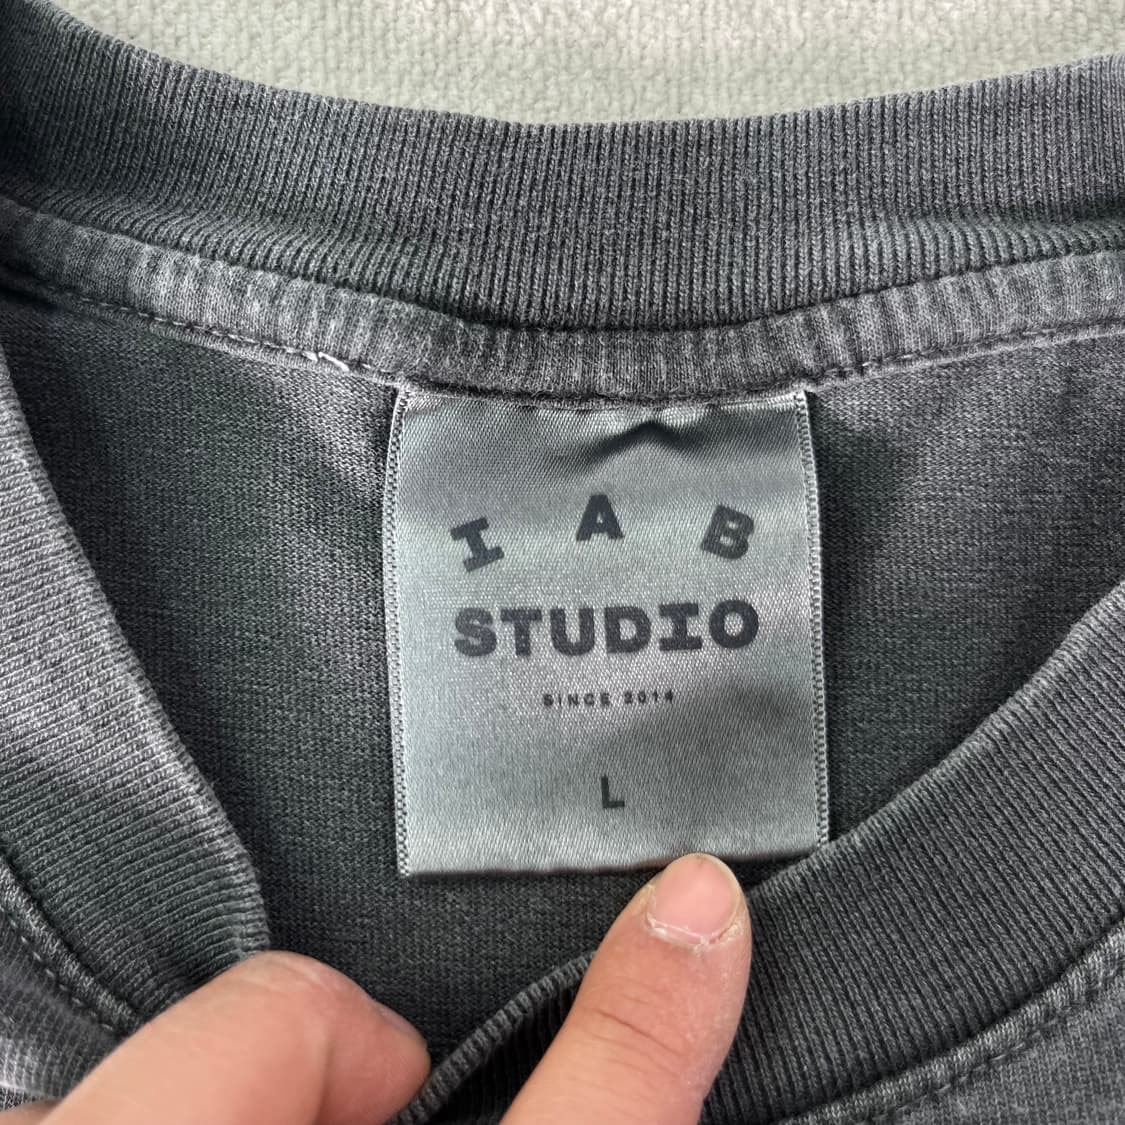 I A B
STUDIO
SINCE 2014
L